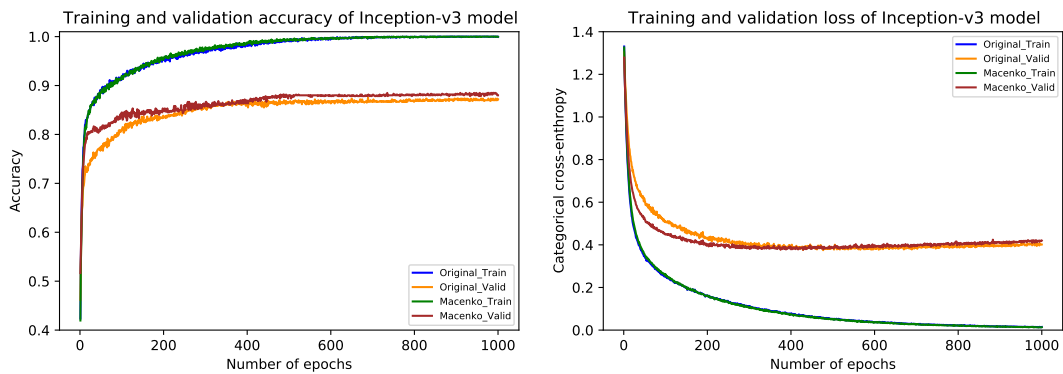 Training and validation accuracy of Inception-v3 model
1.0
0.9
0.8
0.7
0.6
0.5
0.4
Accuracy
0
200
400
600
800
1000
Number of epochs
Original_Train
Original_Valid
Macenko_Train
Macenko_Valid
Training and validation loss of Inception-v3 model
1.4
1.2
1.0
0.8
0.6
0.4
0.2
0.0
Categorical cross-enthropy
0
200
400
600
800
1000
Number of epochs
Original_Train
Original_Valid
Macenko_Train
Macenko_Valid